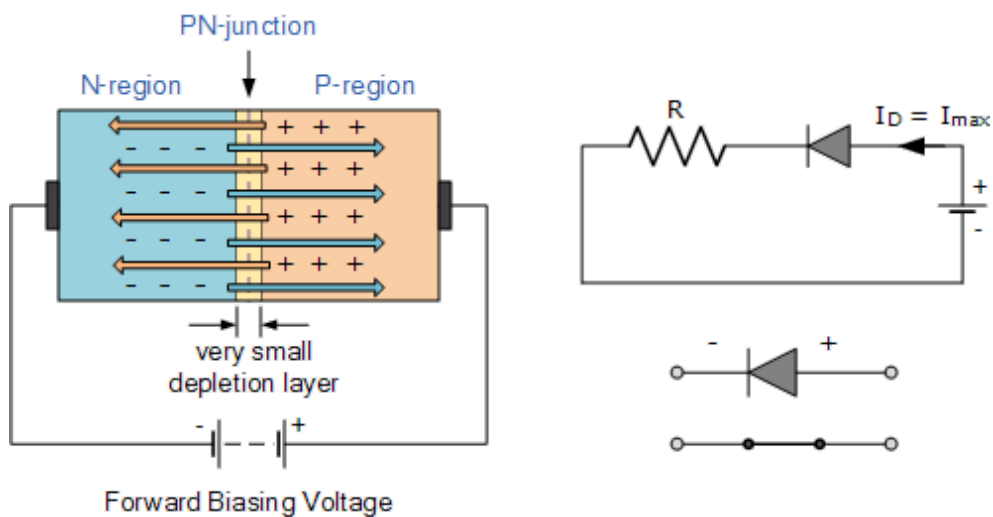 PN-junction
N-region
P-region
+ + +
- - -
+ + +
- - -
+ + +
- - -
+ + +
- - -
very small
depletion layer
- +
Forward Biasing Voltage
R
I_D = I_max
+
-
- +